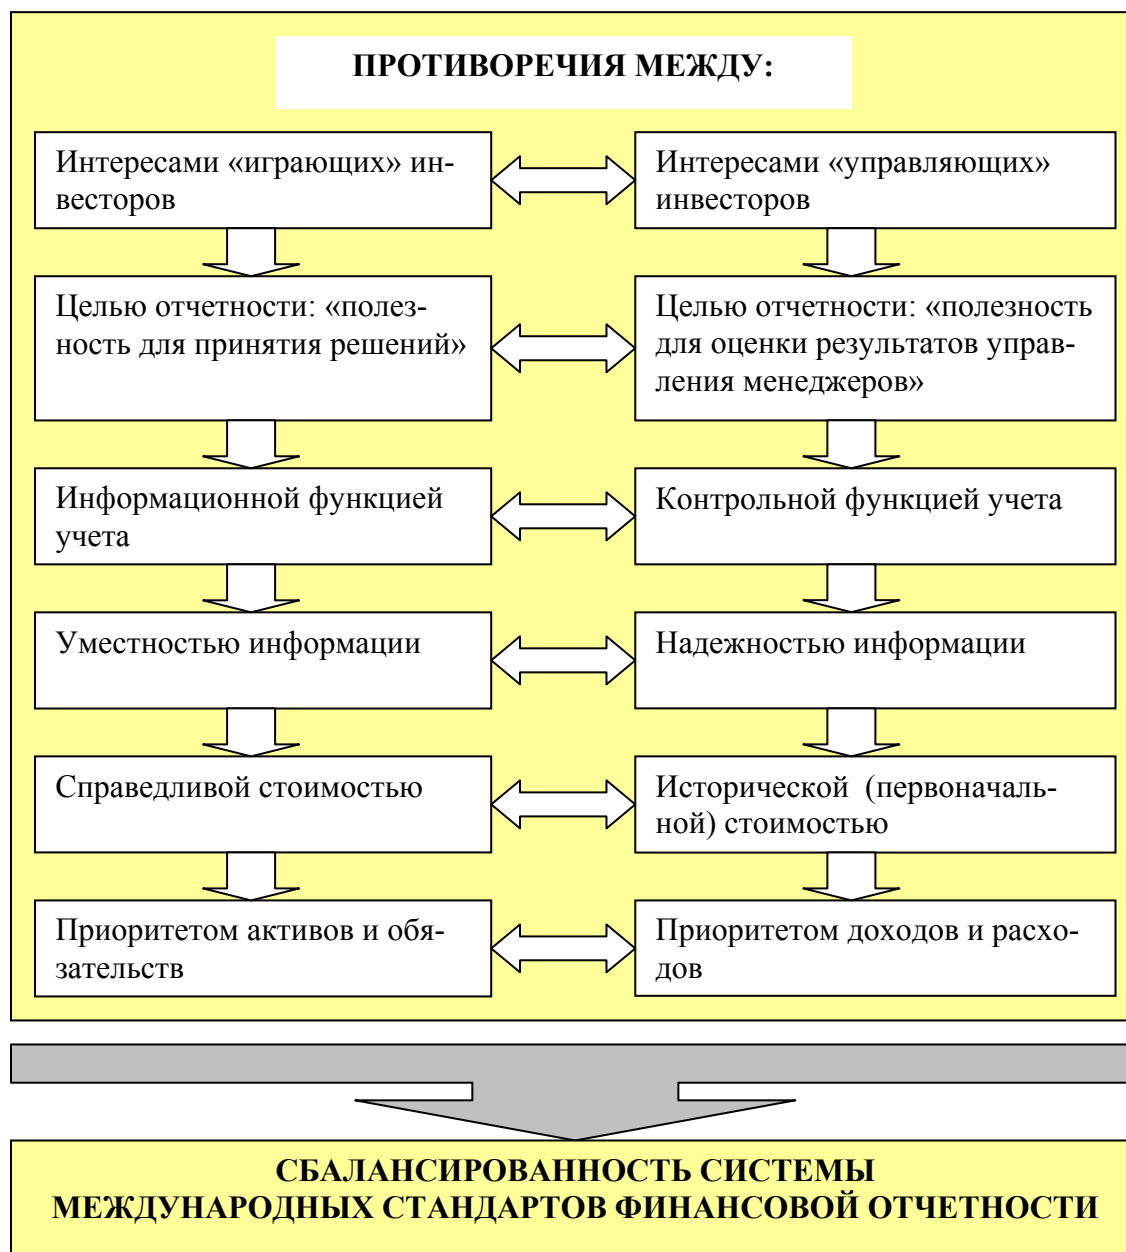 ПРОТИВОРЕЧИЯ МЕЖДУ:
Интересами «играющих» ин-
весторов
Интересами «управляющих»
инвесторов
Целью отчетности: «полез-
ность для принятия решений»
Целью отчетности: «полезность
для оценки результатов управ-
ления менеджеров»
Информационной функцией
учета
Контрольной функцией учета
Уместностью информации
Надежностью информации
Справедливой стоимостью
Исторической (первоначаль-
ной) стоимостью
Приоритетом активов и обя-
зательств
Приоритетом доходов и расхо-
дов
СБАЛАНСИРОВАННОСТЬ СИСТЕМЫ
МЕЖДУНАРОДНЫХ СТАНДАРТОВ ФИНАНСОВОЙ ОТЧЕТНОСТИ